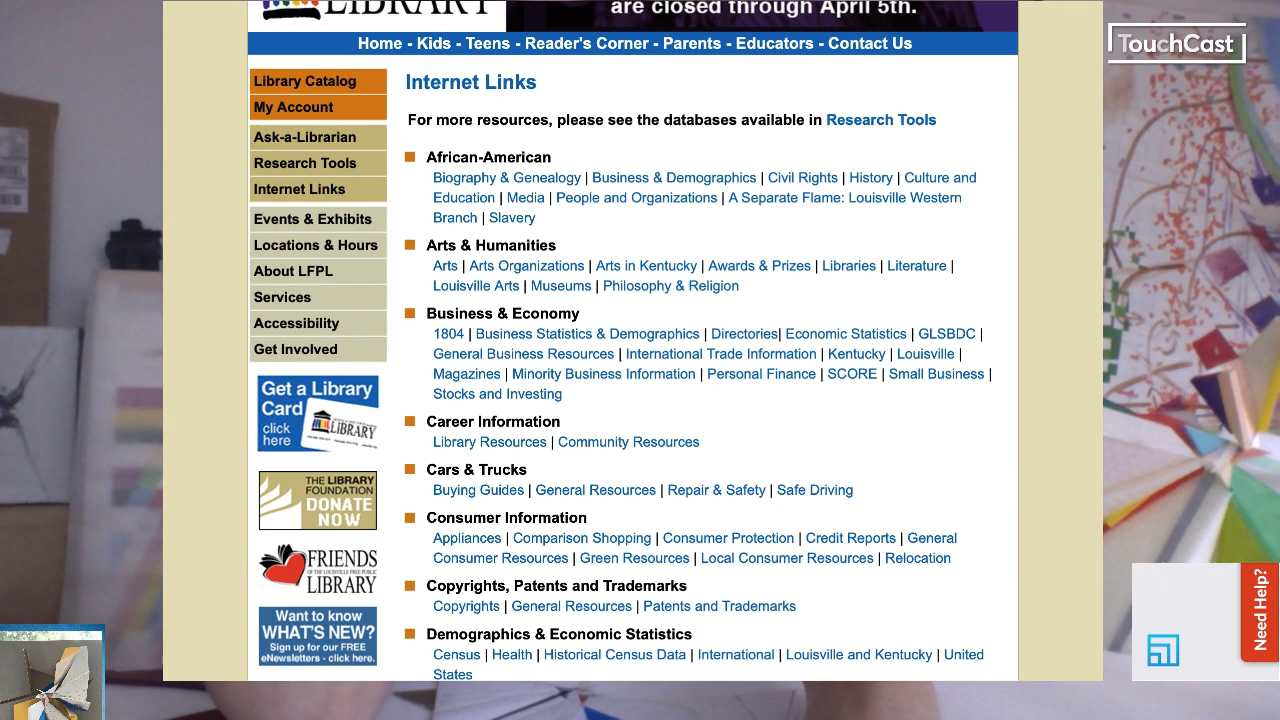 LIBRARY
are closed through April 5th.
Home - Kids - Teens - Reader's Corner - Parents - Educators - Contact Us
TouchCast
Library Catalog
My Account
Ask-a-Librarian
Research Tools
Internet Links
Events & Exhibits
Locations & Hours
About LFPL
Services
Accessibility
Get Involved
Get a Library
Card
click
here
LIBRARY
THE LIBRARY
FOUNDATION
DONATE
NOW
FRIENDS
OF THE LOUISVILLE FREE PUBLIC
LIBRARY
Want to know
WHAT'S NEW?
Sign up for our FREE
eNewsletters - click here.
Internet Links
For more resources, please see the databases available in Research Tools
African-American
Biography & Genealogy | Business & Demographics | Civil Rights | History | Culture and
Education | Media | People and Organizations | A Separate Flame: Louisville Western
Branch | Slavery
Arts & Humanities
Arts | Arts Organizations | Arts in Kentucky | Awards & Prizes | Libraries | Literature |
Louisville Arts | Museums | Philosophy & Religion
Business & Economy
1804 | Business Statistics & Demographics | Directories| Economic Statistics | GLSBDC |
General Business Resources | International Trade Information | Kentucky | Louisville |
Magazines | Minority Business Information | Personal Finance | SCORE | Small Business |
Stocks and Investing
Career Information
Library Resources | Community Resources
Cars & Trucks
Buying Guides | General Resources | Repair & Safety | Safe Driving
Consumer Information
Appliances | Comparison Shopping | Consumer Protection | Credit Reports | General
Consumer Resources | Green Resources | Local Consumer Resources | Relocation
Copyrights, Patents and Trademarks
Copyrights | General Resources | Patents and Trademarks
Demographics & Economic Statistics
Census | Health | Historical Census Data | International | Louisville and Kentucky | United
States
Need Help?